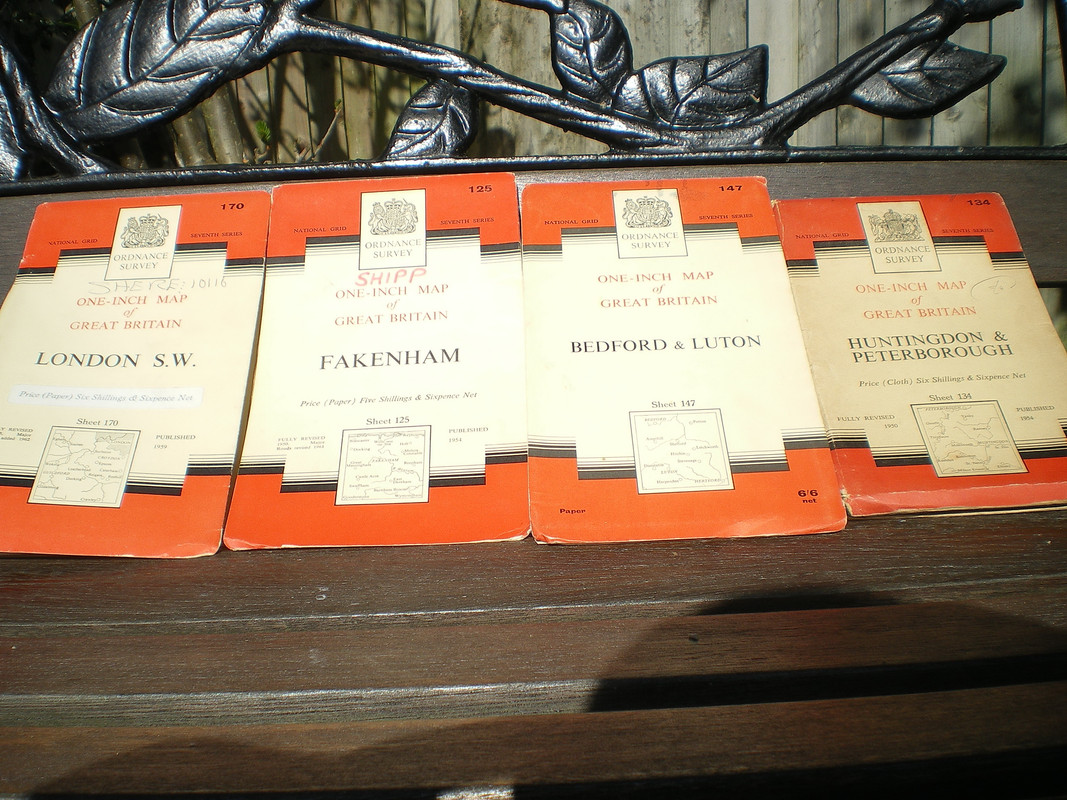 170
NATIONAL GRID
SEVENTH SERIES
ORDNANCE
SURVEY
SHERE: 10116
ONE-INCH MAP
of
GREAT BRITAIN
LONDON S.W.
Price (Paper) Six Shillings & Sixpence Net
Sheet 170
PUBLISHED
1959
125
NATIONAL GRID
SEVENTH SERIES
ORDNANCE
SURVEY
SHIPP
ONE-INCH MAP
of
GREAT BRITAIN
FAKENHAM
Price (Paper) Five Shillings & Sixpence Net
Sheet 125
FULLY REVISED
PUBLISHED
1954
147
NATIONAL GRID
SEVENTH SERIES
ORDNANCE
SURVEY
ONE-INCH MAP
of
GREAT BRITAIN
BEDFORD & LUTON
Sheet 147
Paper
6/6
net
134
NATIONAL GRID
SEVENTH SERIES
ORDNANCE
SURVEY
ONE-INCH MAP
of
GREAT BRITAIN
HUNTINGDON &
PETERBOROUGH
Price (Cloth) Six Shillings & Sixpence Net
Sheet 134
FULLY REVISED
1950
PUBLISHED
1954